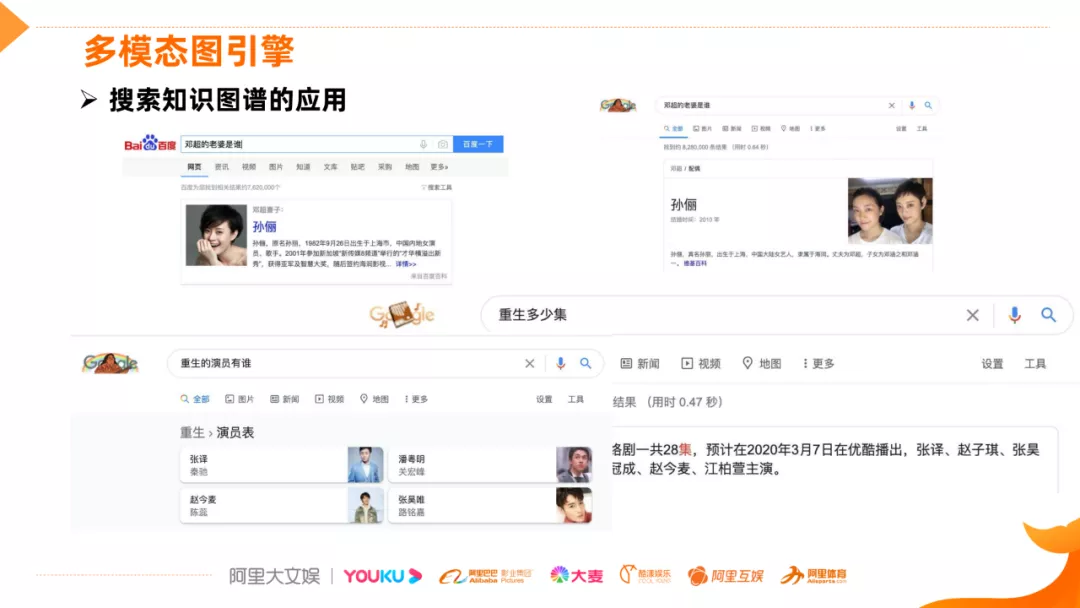 多模态图引擎
➢ 搜索知识图谱的应用
Baidu百度 邓超的老婆是谁 百度一下
网页 资讯 视频 图片 知道 文库 贴吧 采购 地图 更多»
百度为您找到相关结果约7,620,000个 搜索工具
邓超妻子：
孙俪
孙俪，原名孙丽，1982年9月26日出生于上海市，中国内地女演
员、歌手。2001年参加新加坡"新传媒8频道"举行的"才华横溢出新
秀"，获得亚军及智慧大奖，随后签约海润影视... 详情>>
来自百度百科
Google 邓超的老婆是谁
全部 图片 新闻 视频 地图 更多 设置 工具
找到约 8,280,000 条结果 （用时 0.64 秒）
邓超 / 配偶
孙俪
结婚时间：2010 年
孙俪，真名孙丽，出生于上海，中国大陆女艺人，隶属于海润。丈夫为邓超，子女为邓涵之和邓涵
一。 维基百科
Google 重生多少集
新闻 视频 地图 更多 设置 工具
结果 （用时 0.47 秒）
络剧一共28集，预计在2020年3月7日在优酷播出，张译、赵子琪、张昊
冠成、赵今麦、江柏萱主演。
Google 重生的演员有谁
全部 图片 新闻 视频 地图 更多 设置 工具
重生 › 演员表
张译 潘粤明
秦驰 关宏峰
赵今麦 张昊唯
陈蕊 路铭嘉
阿里大文娱 YOUKU 阿里巴巴影业集团 Alibaba Pictures 大麦 酷漾娱乐 阿里互娱 阿里体育 Alisports.com